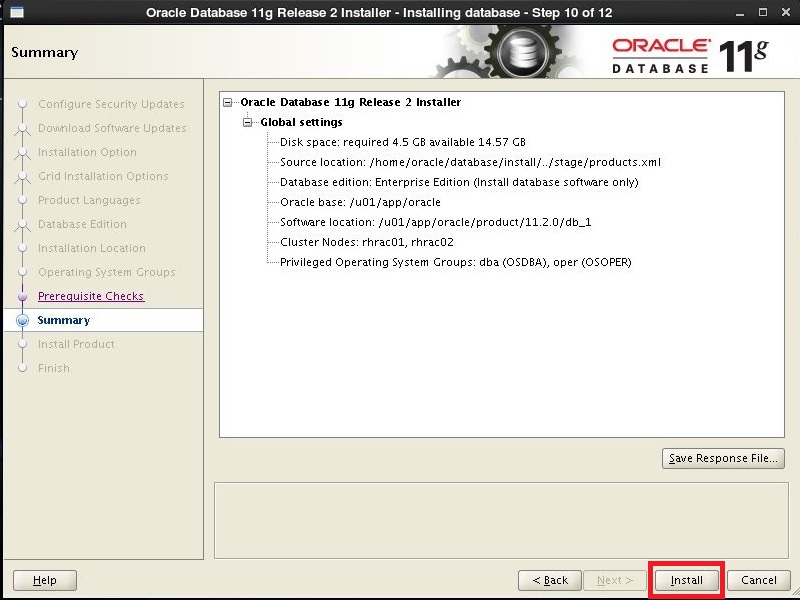 Oracle Database 11g Release 2 Installer - Installing database - Step 10 of 12
Summary
ORACLE
DATABASE
11g
Configure Security Updates
Download Software Updates
Installation Option
Grid Installation Options
Product Languages
Database Edition
Installation Location
Operating System Groups
Prerequisite Checks
Summary
Install Product
Finish
Oracle Database 11g Release 2 Installer
Global settings
Disk space: required 4.5 GB available 14.57 GB
Source location: /home/oracle/database/install/../stage/products.xml
Database edition: Enterprise Edition (Install database software only)
Oracle base: /u01/app/oracle
Software location: /u01/app/oracle/product/11.2.0/db_1
Cluster Nodes: rhrac01, rhrac02
Privileged Operating System Groups: dba (OSDBA), oper (OSOPER)
Save Response File...
Help
< Back
Next >
Install
Cancel